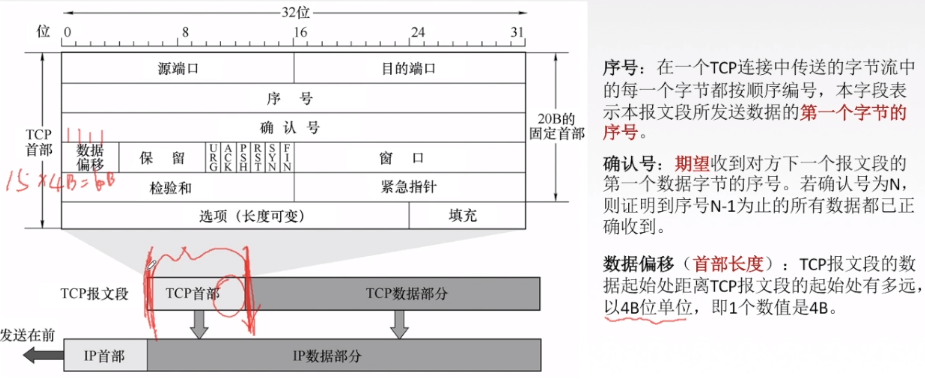 32位
位 0 8 16 24 31
源端口 目的端口
序 号
确认号
TCP
首部
20B的
固定首部
1111
数据
偏移
保 留
URG
ACK
PSH
RST
SYN
FIN
窗 口
15×4B=6B
检验和 紧急指针
选项（长度可变） 填充
TCP报文段 TCP首部 TCP数据部分
发送在前
IP首部 IP数据部分
序号：在一个TCP连接中传送的字节流中
的每一个字节都按顺序编号，本字段表
示本报文段所发送数据的第一个字节的
序号。
确认号：期望收到对方下一个报文段的
第一个数据字节的序号。若确认号为N，
则证明到序号N-1为止的所有数据都已正
确收到。
数据偏移（首部长度）：TCP报文段的数
据起始处距离TCP报文段的起始处有多远，
以4B位单位，即1个数值是4B。